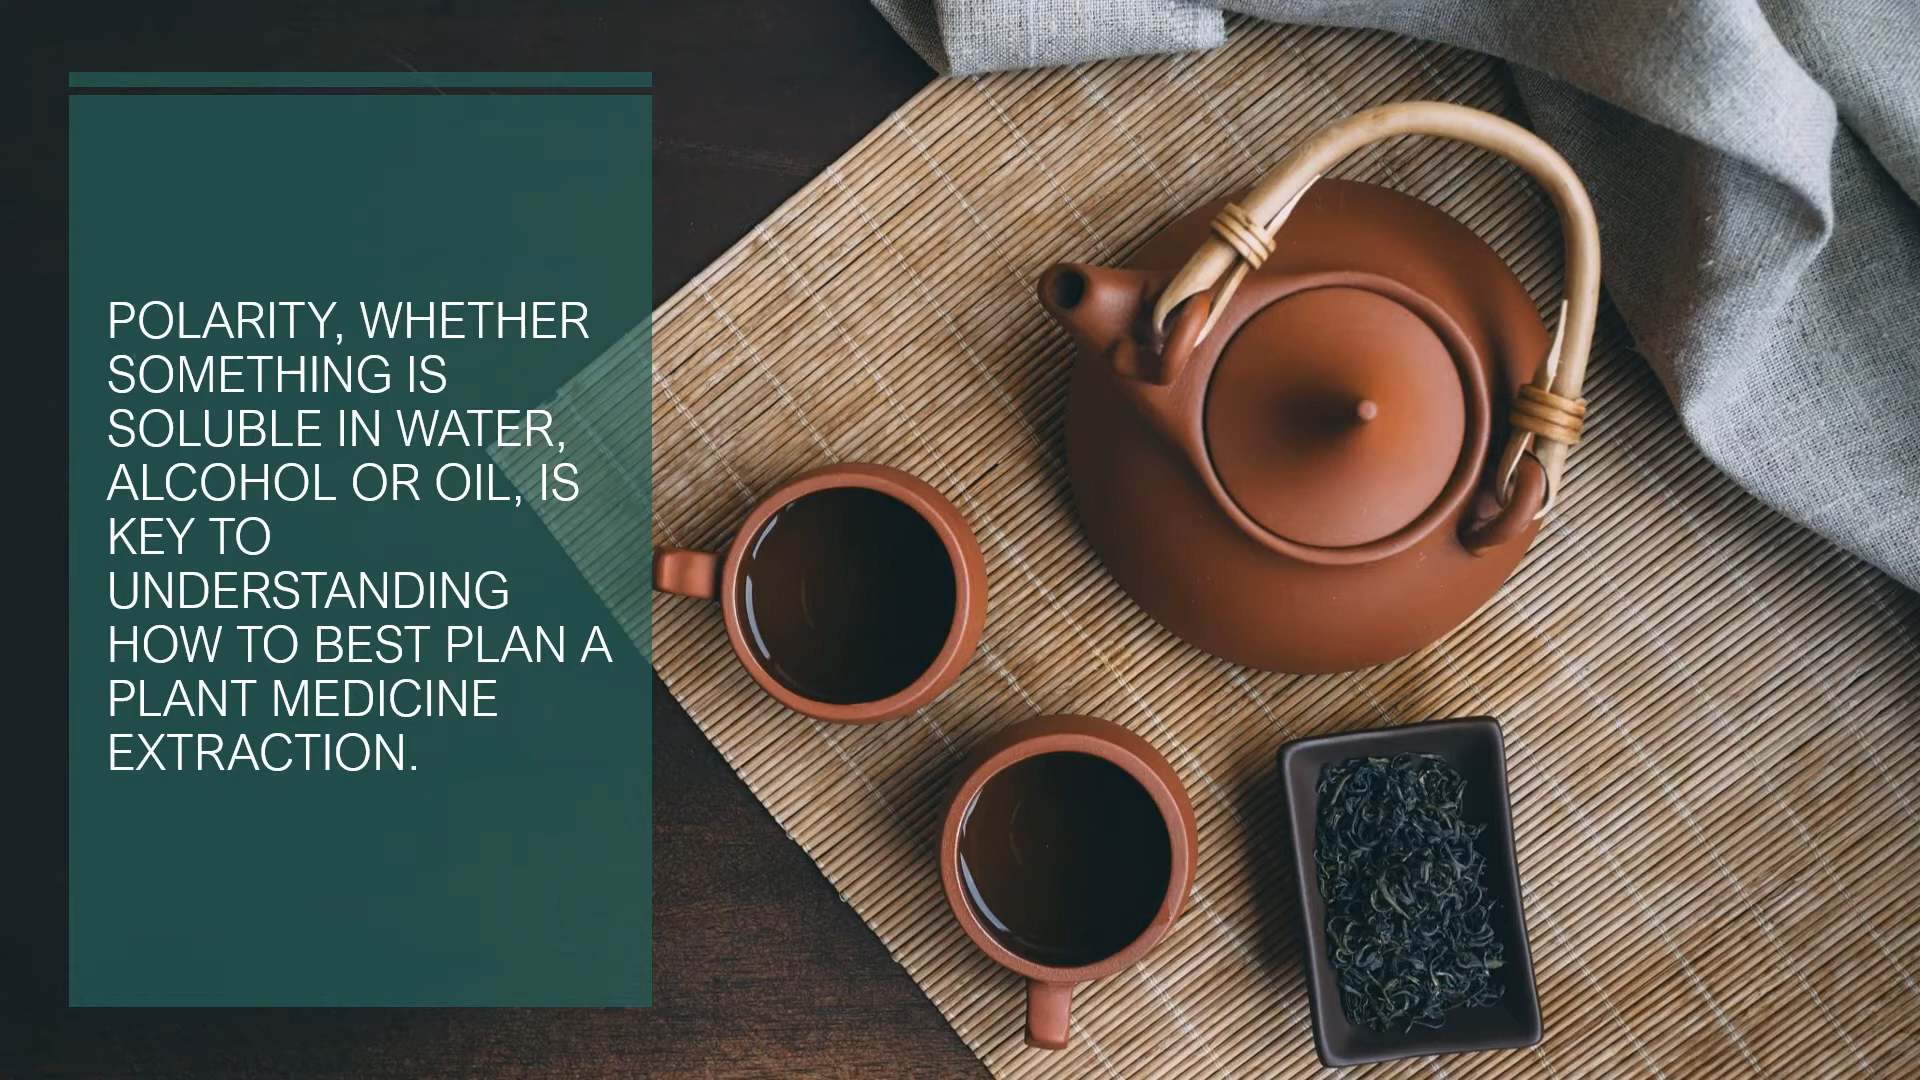 POLARITY, WHETHER
SOMETHING IS
SOLUBLE IN WATER,
ALCOHOL OR OIL, IS
KEY TO
UNDERSTANDING
HOW TO BEST PLAN A
PLANT MEDICINE
EXTRACTION.